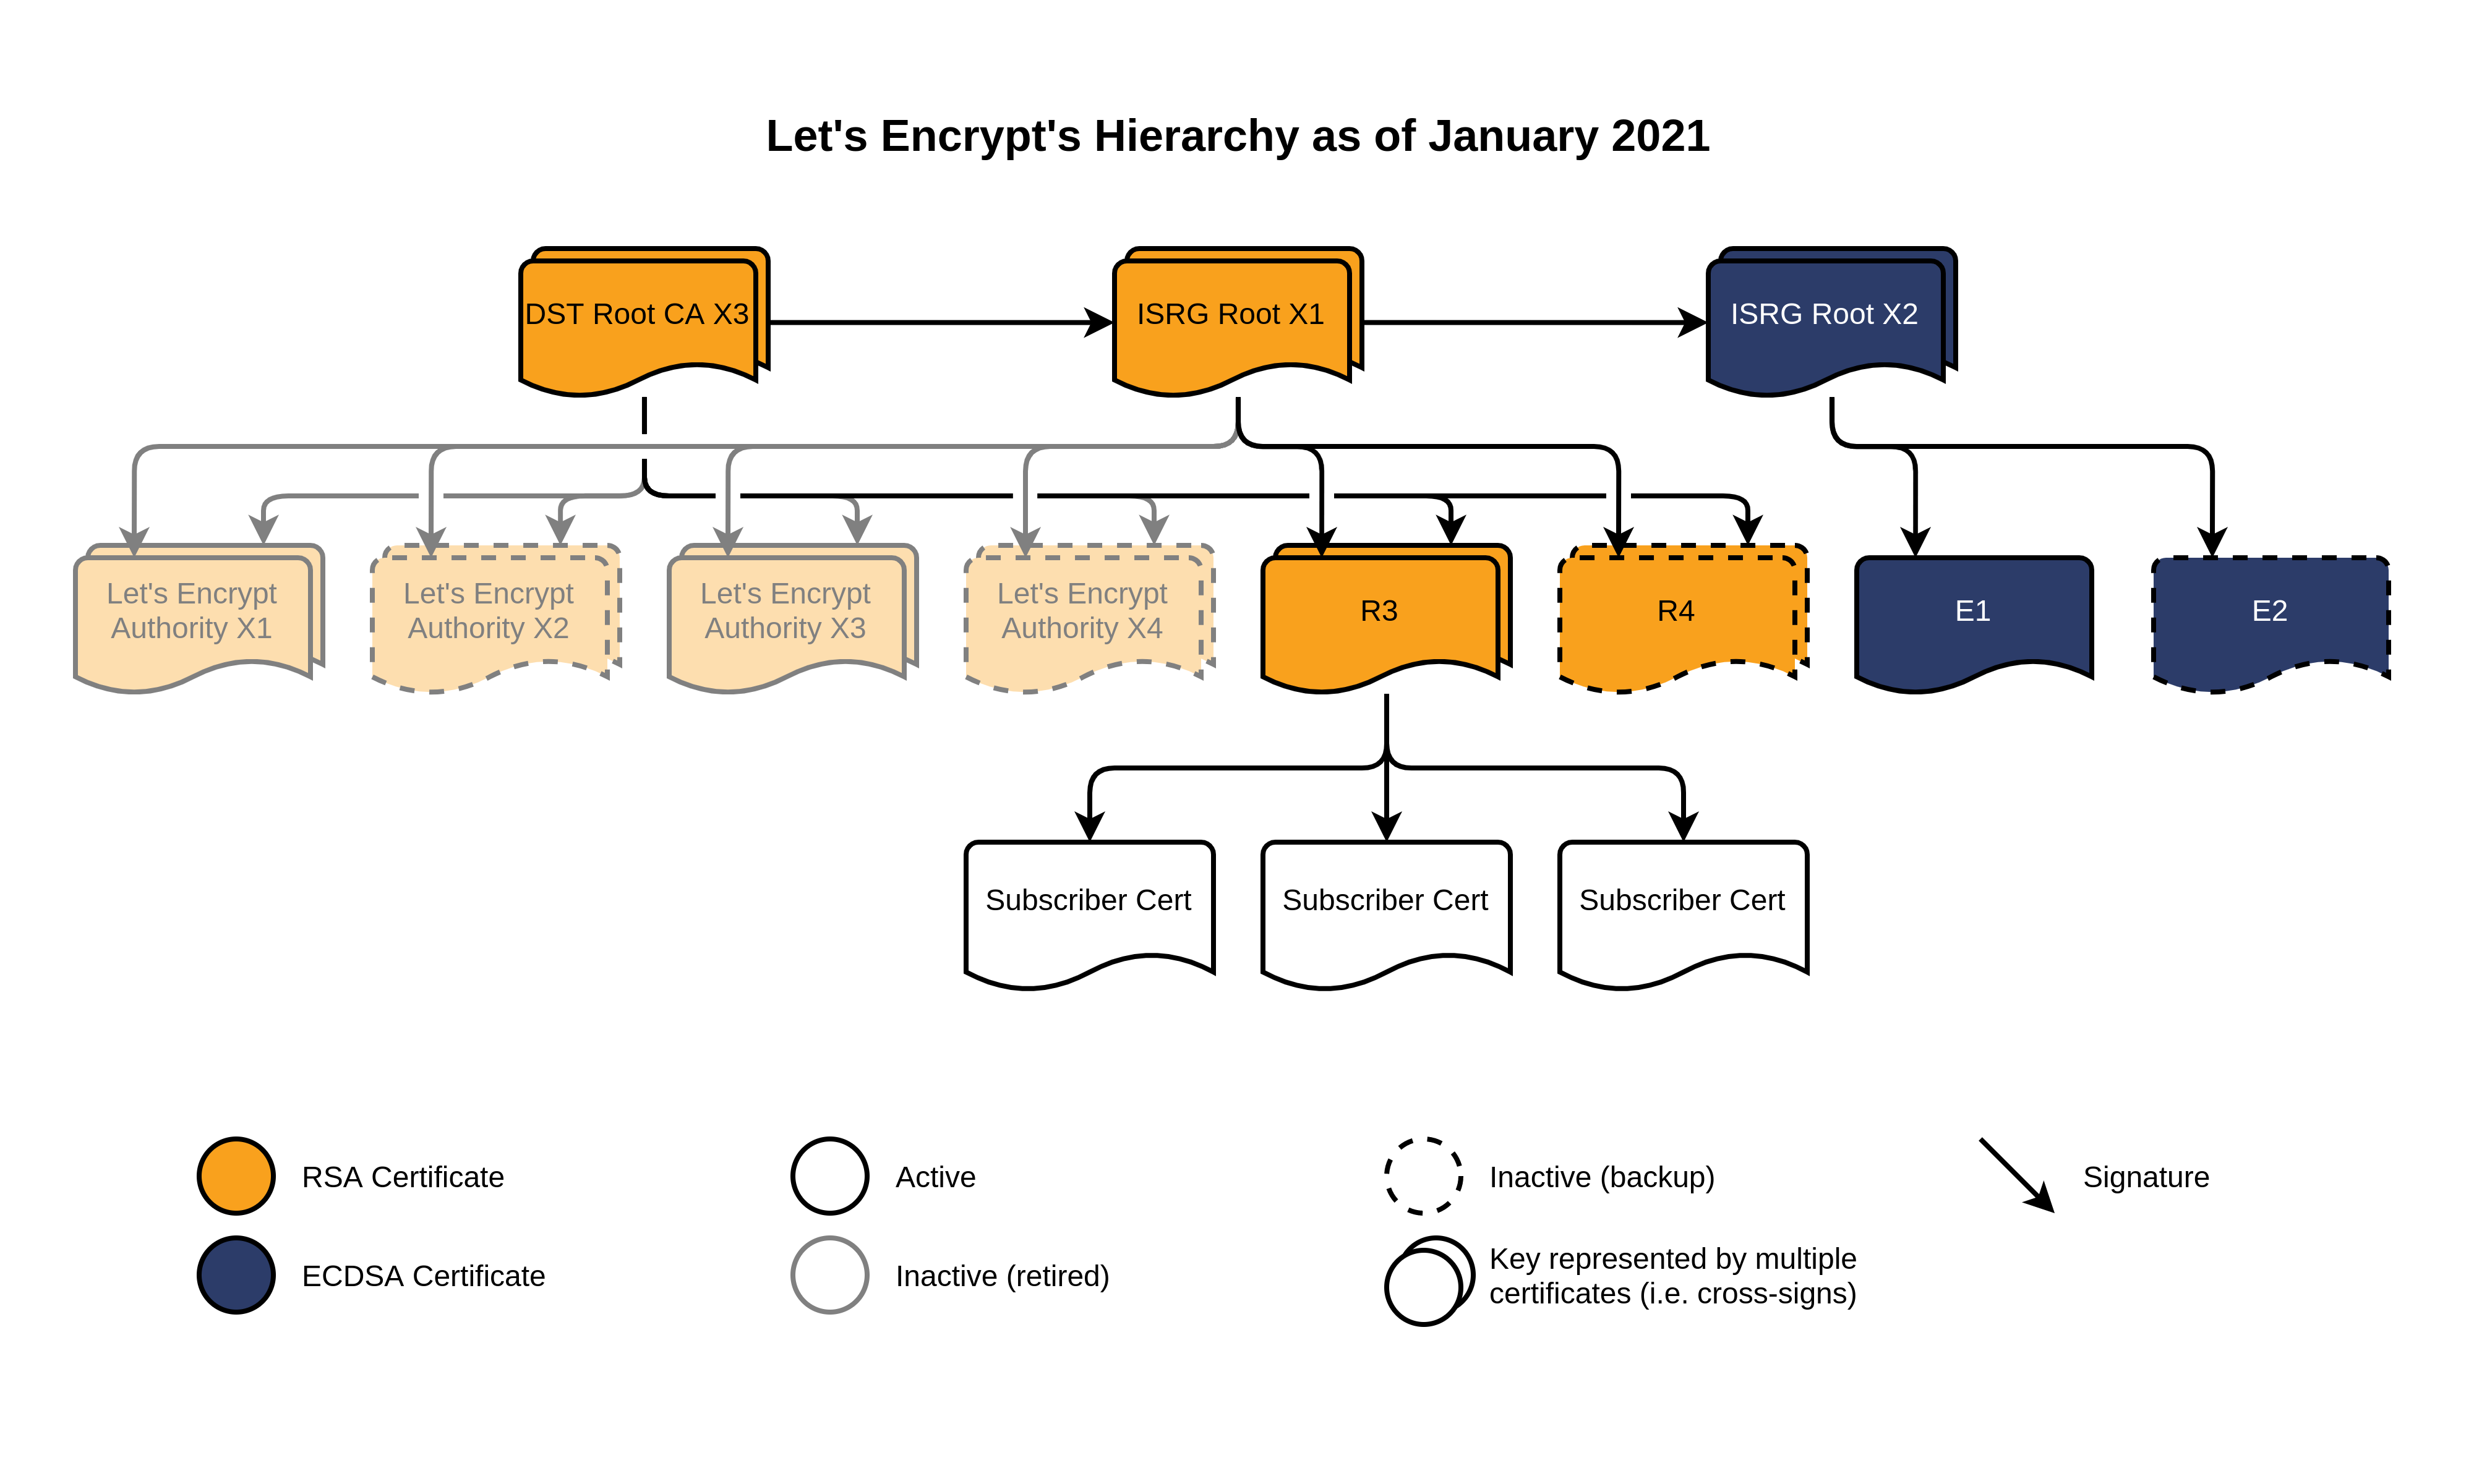 Let's Encrypt's Hierarchy as of January 2021
DST Root CA X3
ISRG Root X1
ISRG Root X2
Let's Encrypt
Authority X1
Let's Encrypt
Authority X2
Let's Encrypt
Authority X3
Let's Encrypt
Authority X4
R3
R4
E1
E2
Subscriber Cert
Subscriber Cert
Subscriber Cert
RSA Certificate
Active
Inactive (backup)
Signature
ECDSA Certificate
Inactive (retired)
Key represented by multiple
certificates (i.e. cross-signs)